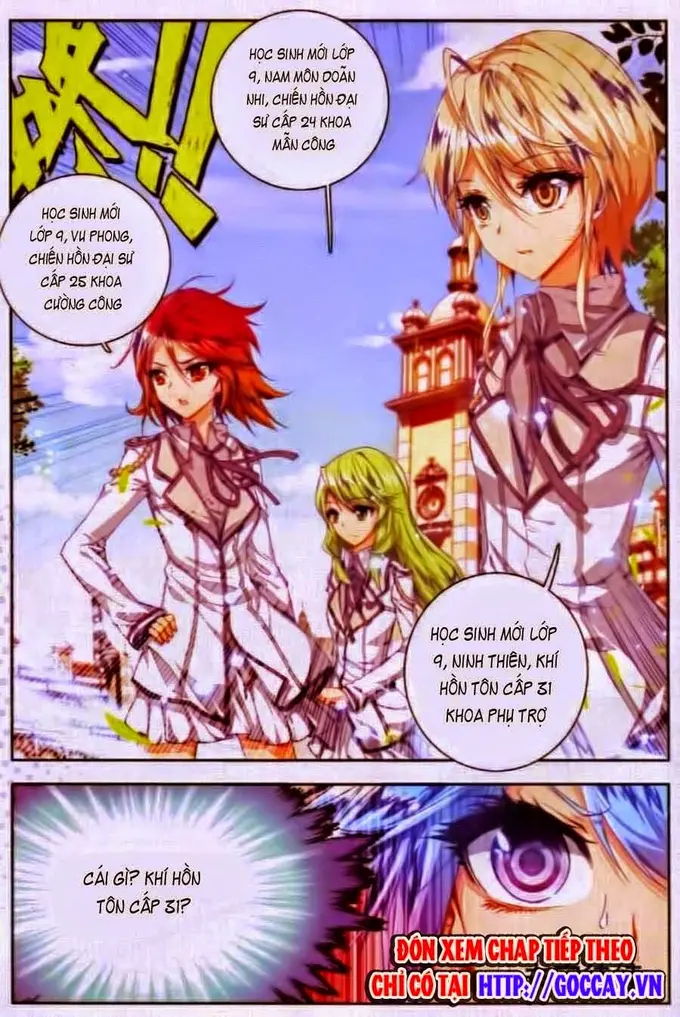 HỌC SINH MỚI LỚP
9, NAM MÔN DOÃN
NHI, CHIẾN HỒN ĐẠI
SƯ CẤP 24 KHOA
MẪN CÔNG
HỌC SINH MỚI
LỚP 9, VU PHONG,
CHIẾN HỒN ĐẠI SƯ
CẤP 25 KHOA
CƯỜNG CÔNG
HỌC SINH MỚI LỚP
9, NINH THIÊN, KHÍ
HỒN TÔN CẤP 31
KHOA PHỤ TRỢ
CÁI GÌ? KHÍ HỒN
TÔN CẤP 31?
ĐÓN XEM CHAP TIẾP THEO
CHỈ CÓ TẠI HTTP://GOCCAY.VN